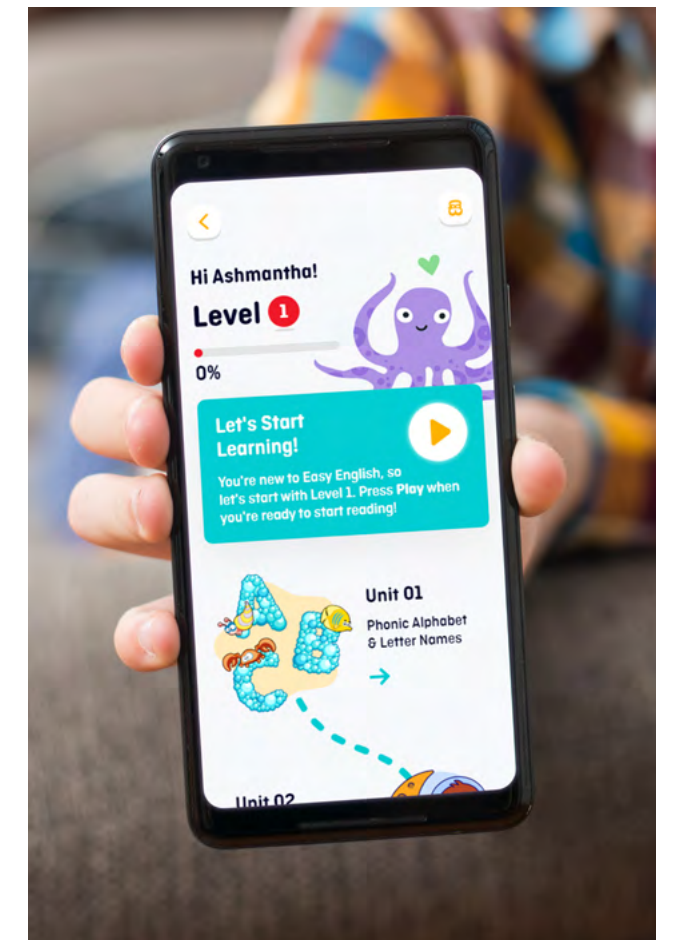 Hi Ashmantha!
Level 1
0%
Let's Start
Learning!
You're new to Easy English, so
let's start with Level 1. Press Play when
you're ready to start reading!
A
B
C
Unit 01
Phonic Alphabet
& Letter Names
Unit 02